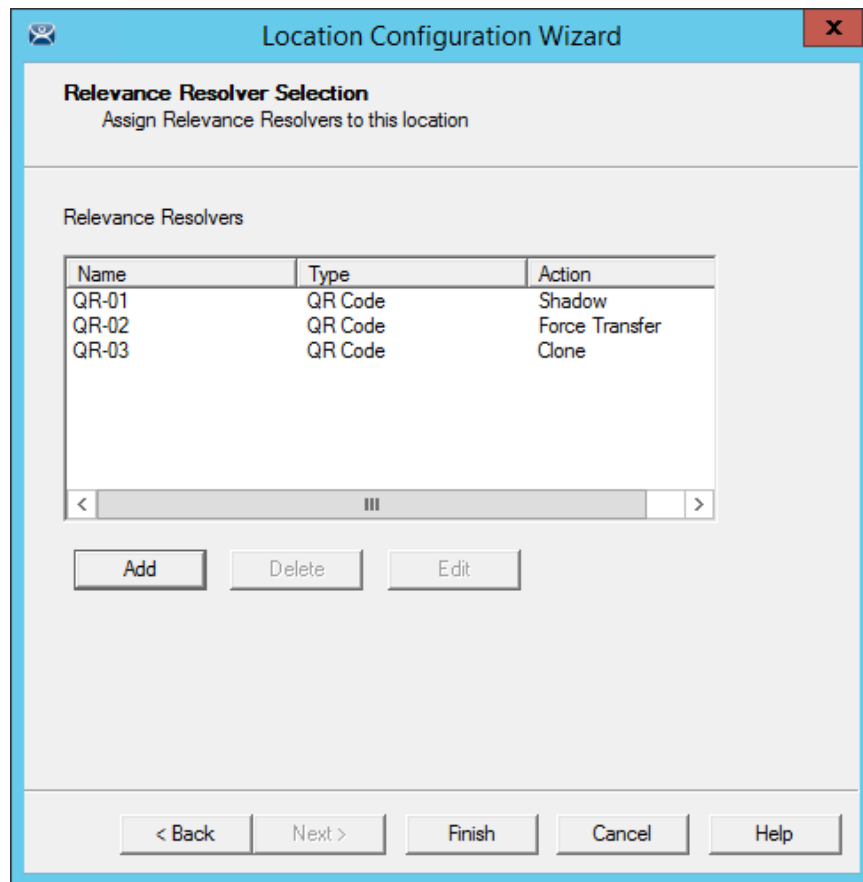 Location Configuration Wizard
x
Relevance Resolver Selection
Assign Relevance Resolvers to this location
Relevance Resolvers
Name Type Action
QR-01 QR Code Shadow
QR-02 QR Code Force Transfer
QR-03 QR Code Clone
Add Delete Edit
< Back Next > Finish Cancel Help